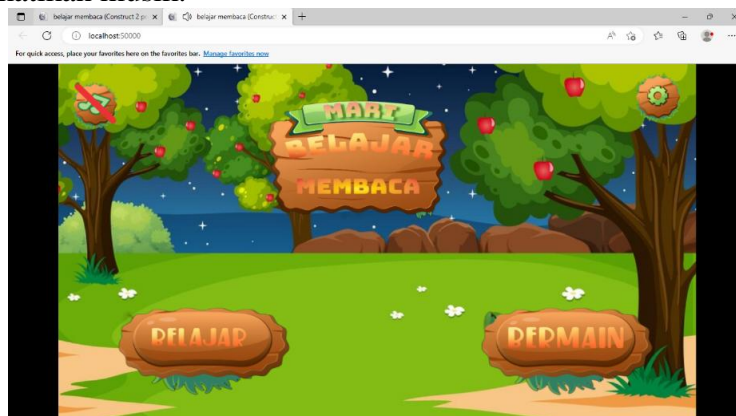 belajar membaca (Construct 2 pr
belajar membaca (Construct
localhost:50000
For quick access, place your favorites here on the favorites bar. Manage favorites now
MARI
BELAJAR
MEMBACA
BELAJAR
BERMAIN